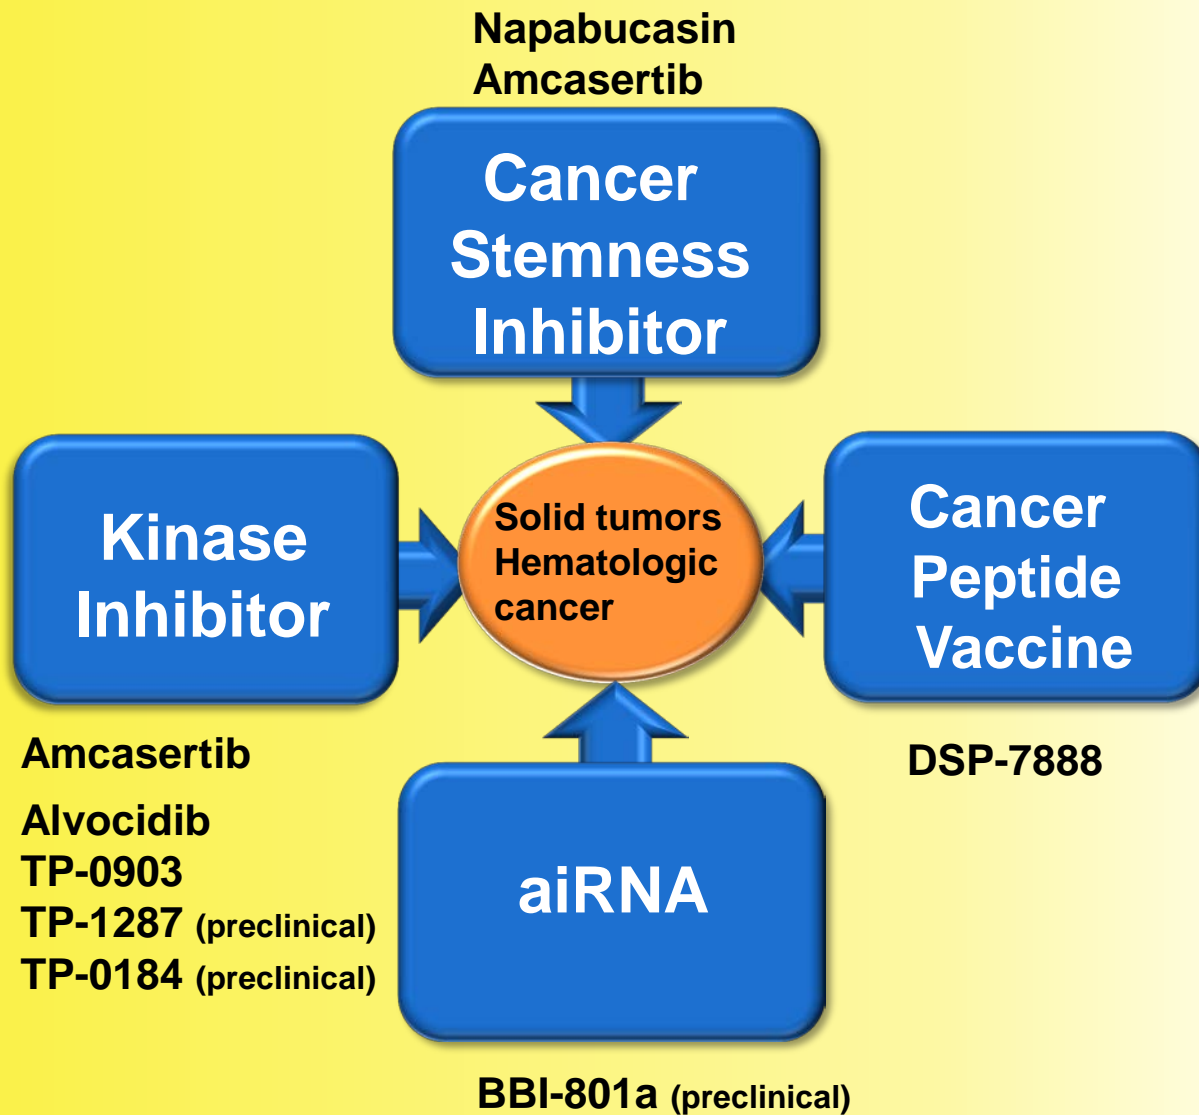 Napabucasin
Amcasertib
Cancer
Stemness
Inhibitor
Kinase
Inhibitor
Solid tumors
Hematologic
cancer
Cancer
Peptide
Vaccine
Amcasertib
Alvocidib
TP-0903
TP-1287 (preclinical)
TP-0184 (preclinical)
DSP-7888
aiRNA
BBI-801a (preclinical)